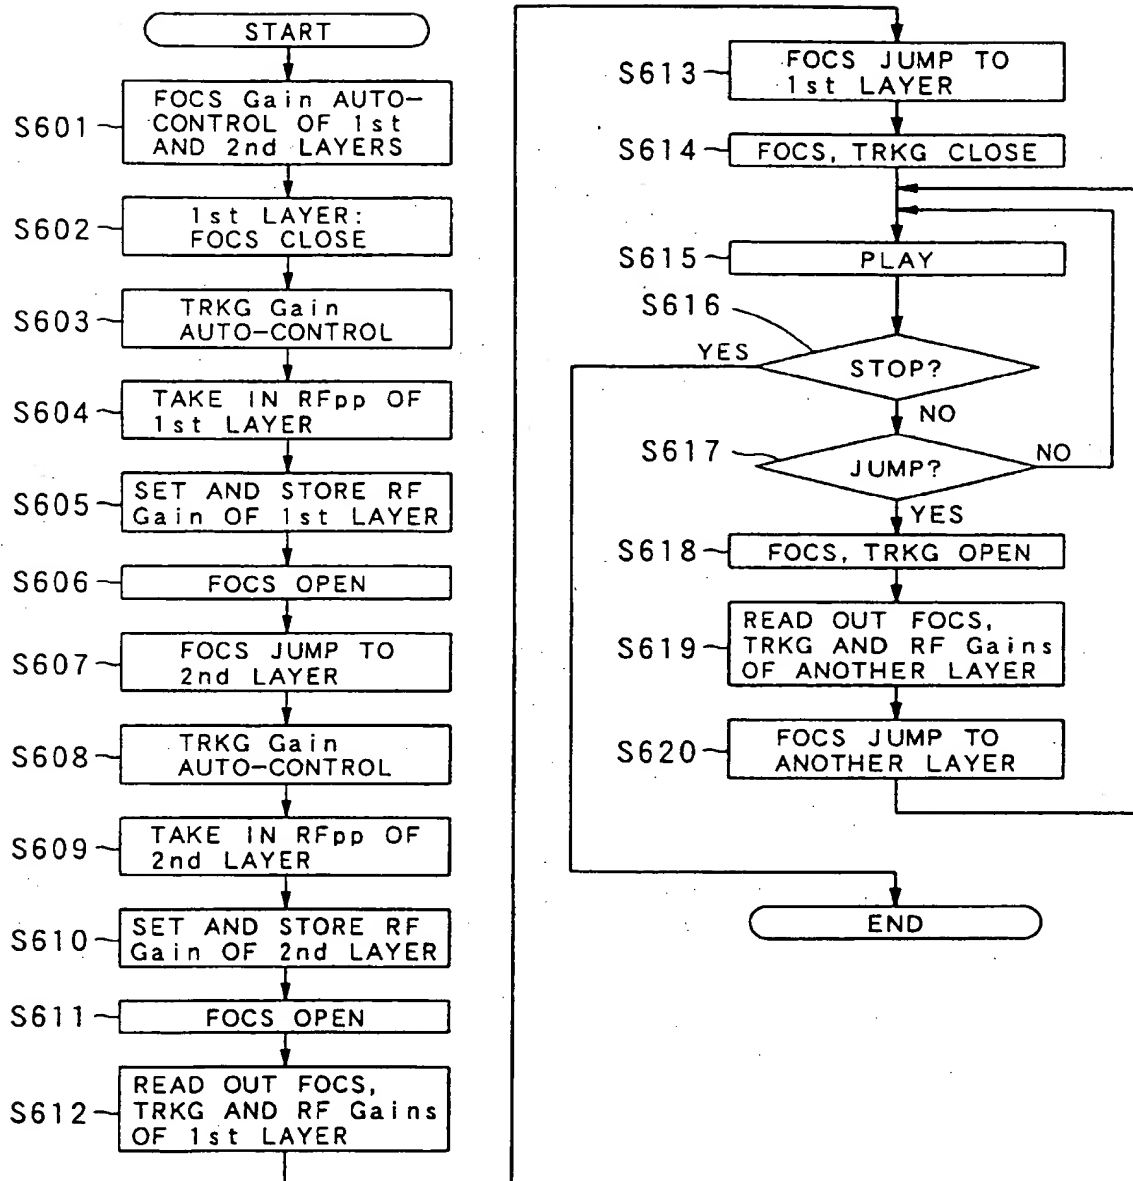 START
S601
FOCS Gain AUTO-
CONTROL OF 1st
AND 2nd LAYERS
S602
1st LAYER:
FOCS CLOSE
S603
TRKG Gain
AUTO-CONTROL
S604
TAKE IN RFpp OF
1st LAYER
S605
SET AND STORE RF
Gain OF 1st LAYER
S606
FOCS OPEN
S607
FOCS JUMP TO
2nd LAYER
S608
TRKG Gain
AUTO-CONTROL
S609
TAKE IN RFpp OF
2nd LAYER
S610
SET AND STORE RF
Gain OF 2nd LAYER
S611
FOCS OPEN
S612
READ OUT FOCS,
TRKG AND RF Gains
OF 1st LAYER
S613
FOCS JUMP TO
1st LAYER
S614
FOCS, TRKG CLOSE
S615
PLAY
S616
YES
STOP?
NO
S617
JUMP?
NO
YES
S618
FOCS, TRKG OPEN
S619
READ OUT FOCS,
TRKG AND RF Gains
OF ANOTHER LAYER
S620
FOCS JUMP TO
ANOTHER LAYER
END